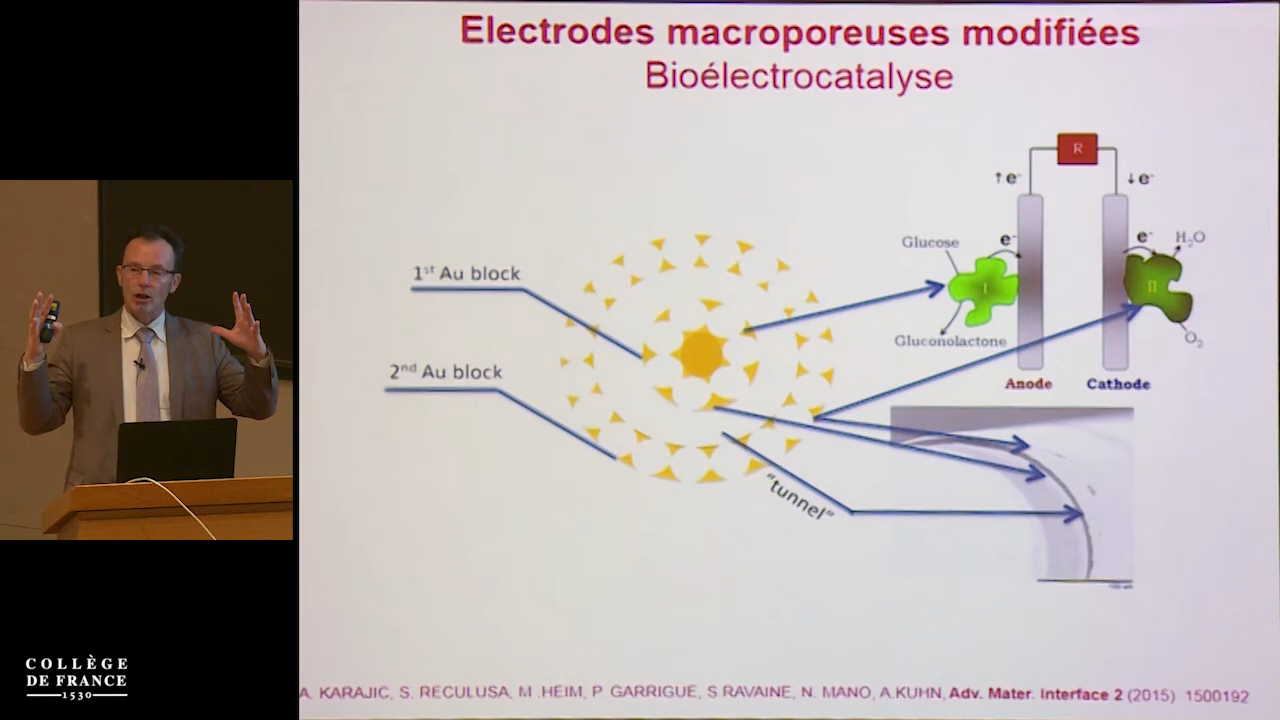 Electrodes macroporeuses modifiées
Bioélectrocatalyse
R
↑ e⁻
↓ e⁻
Glucose
e⁻
e⁻
H₂O
I
II
1st Au block
Gluconolactone
O₂
2nd Au block
Anode
Cathode
"tunnel"
COLLÈGE
DE FRANCE
1530
A. KARAJIC, S. RECULUSA, M .HEIM, P GARRIGUE, S RAVAINE, N. MANO, A.KUHN, Adv. Mater. Interface 2 (2015) 1500192